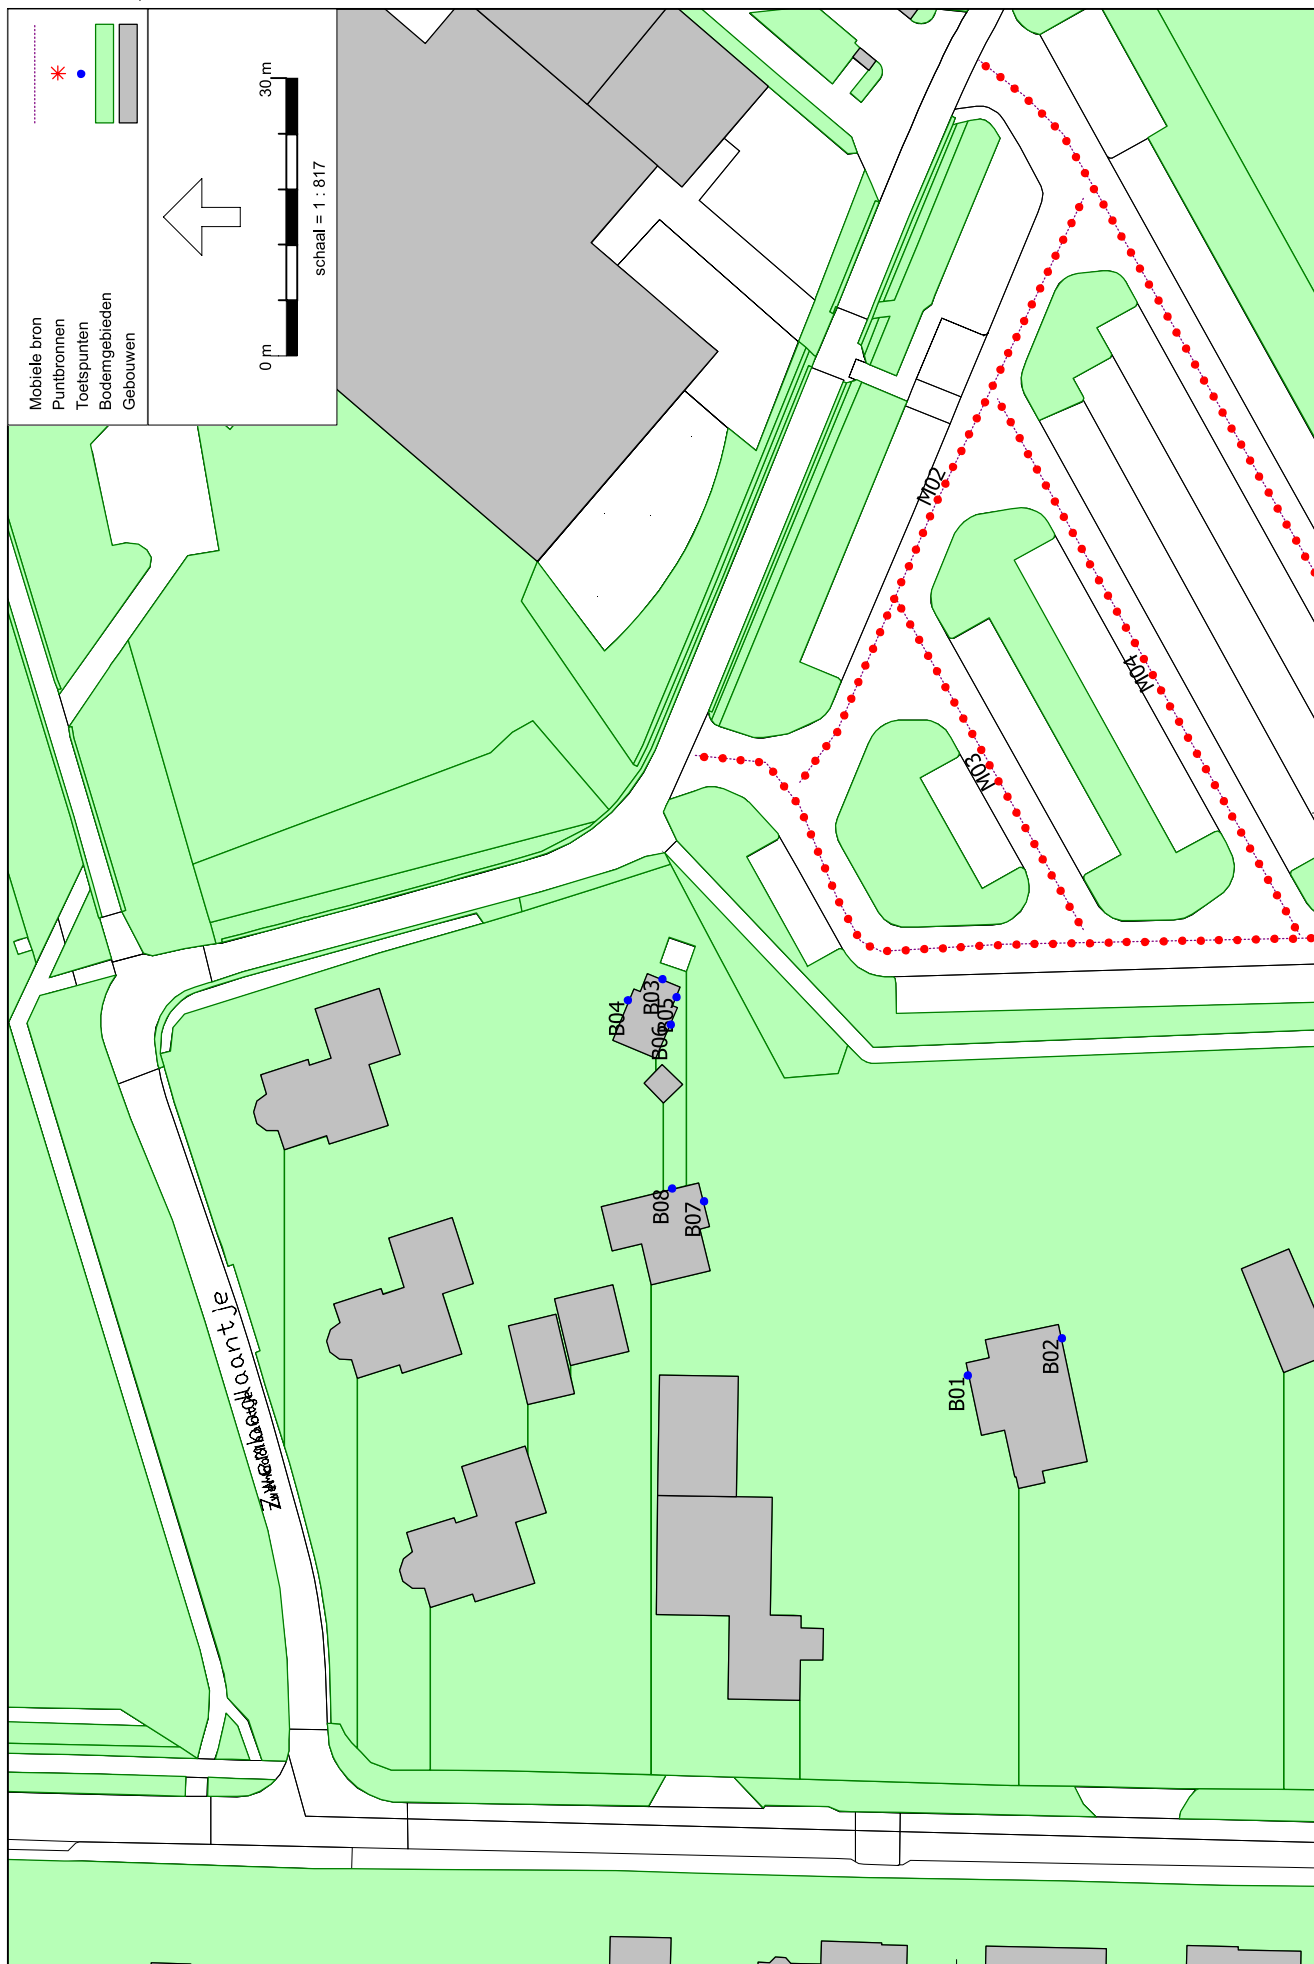 Mobiele bron
Puntbronnen
Toetspunten
Bodemgebieden
Gebouwen
0 m
30 m
schaal = 1 : 817
M02
M04
M03
B03
B04
B05
B06
B08
B07
B01
B02